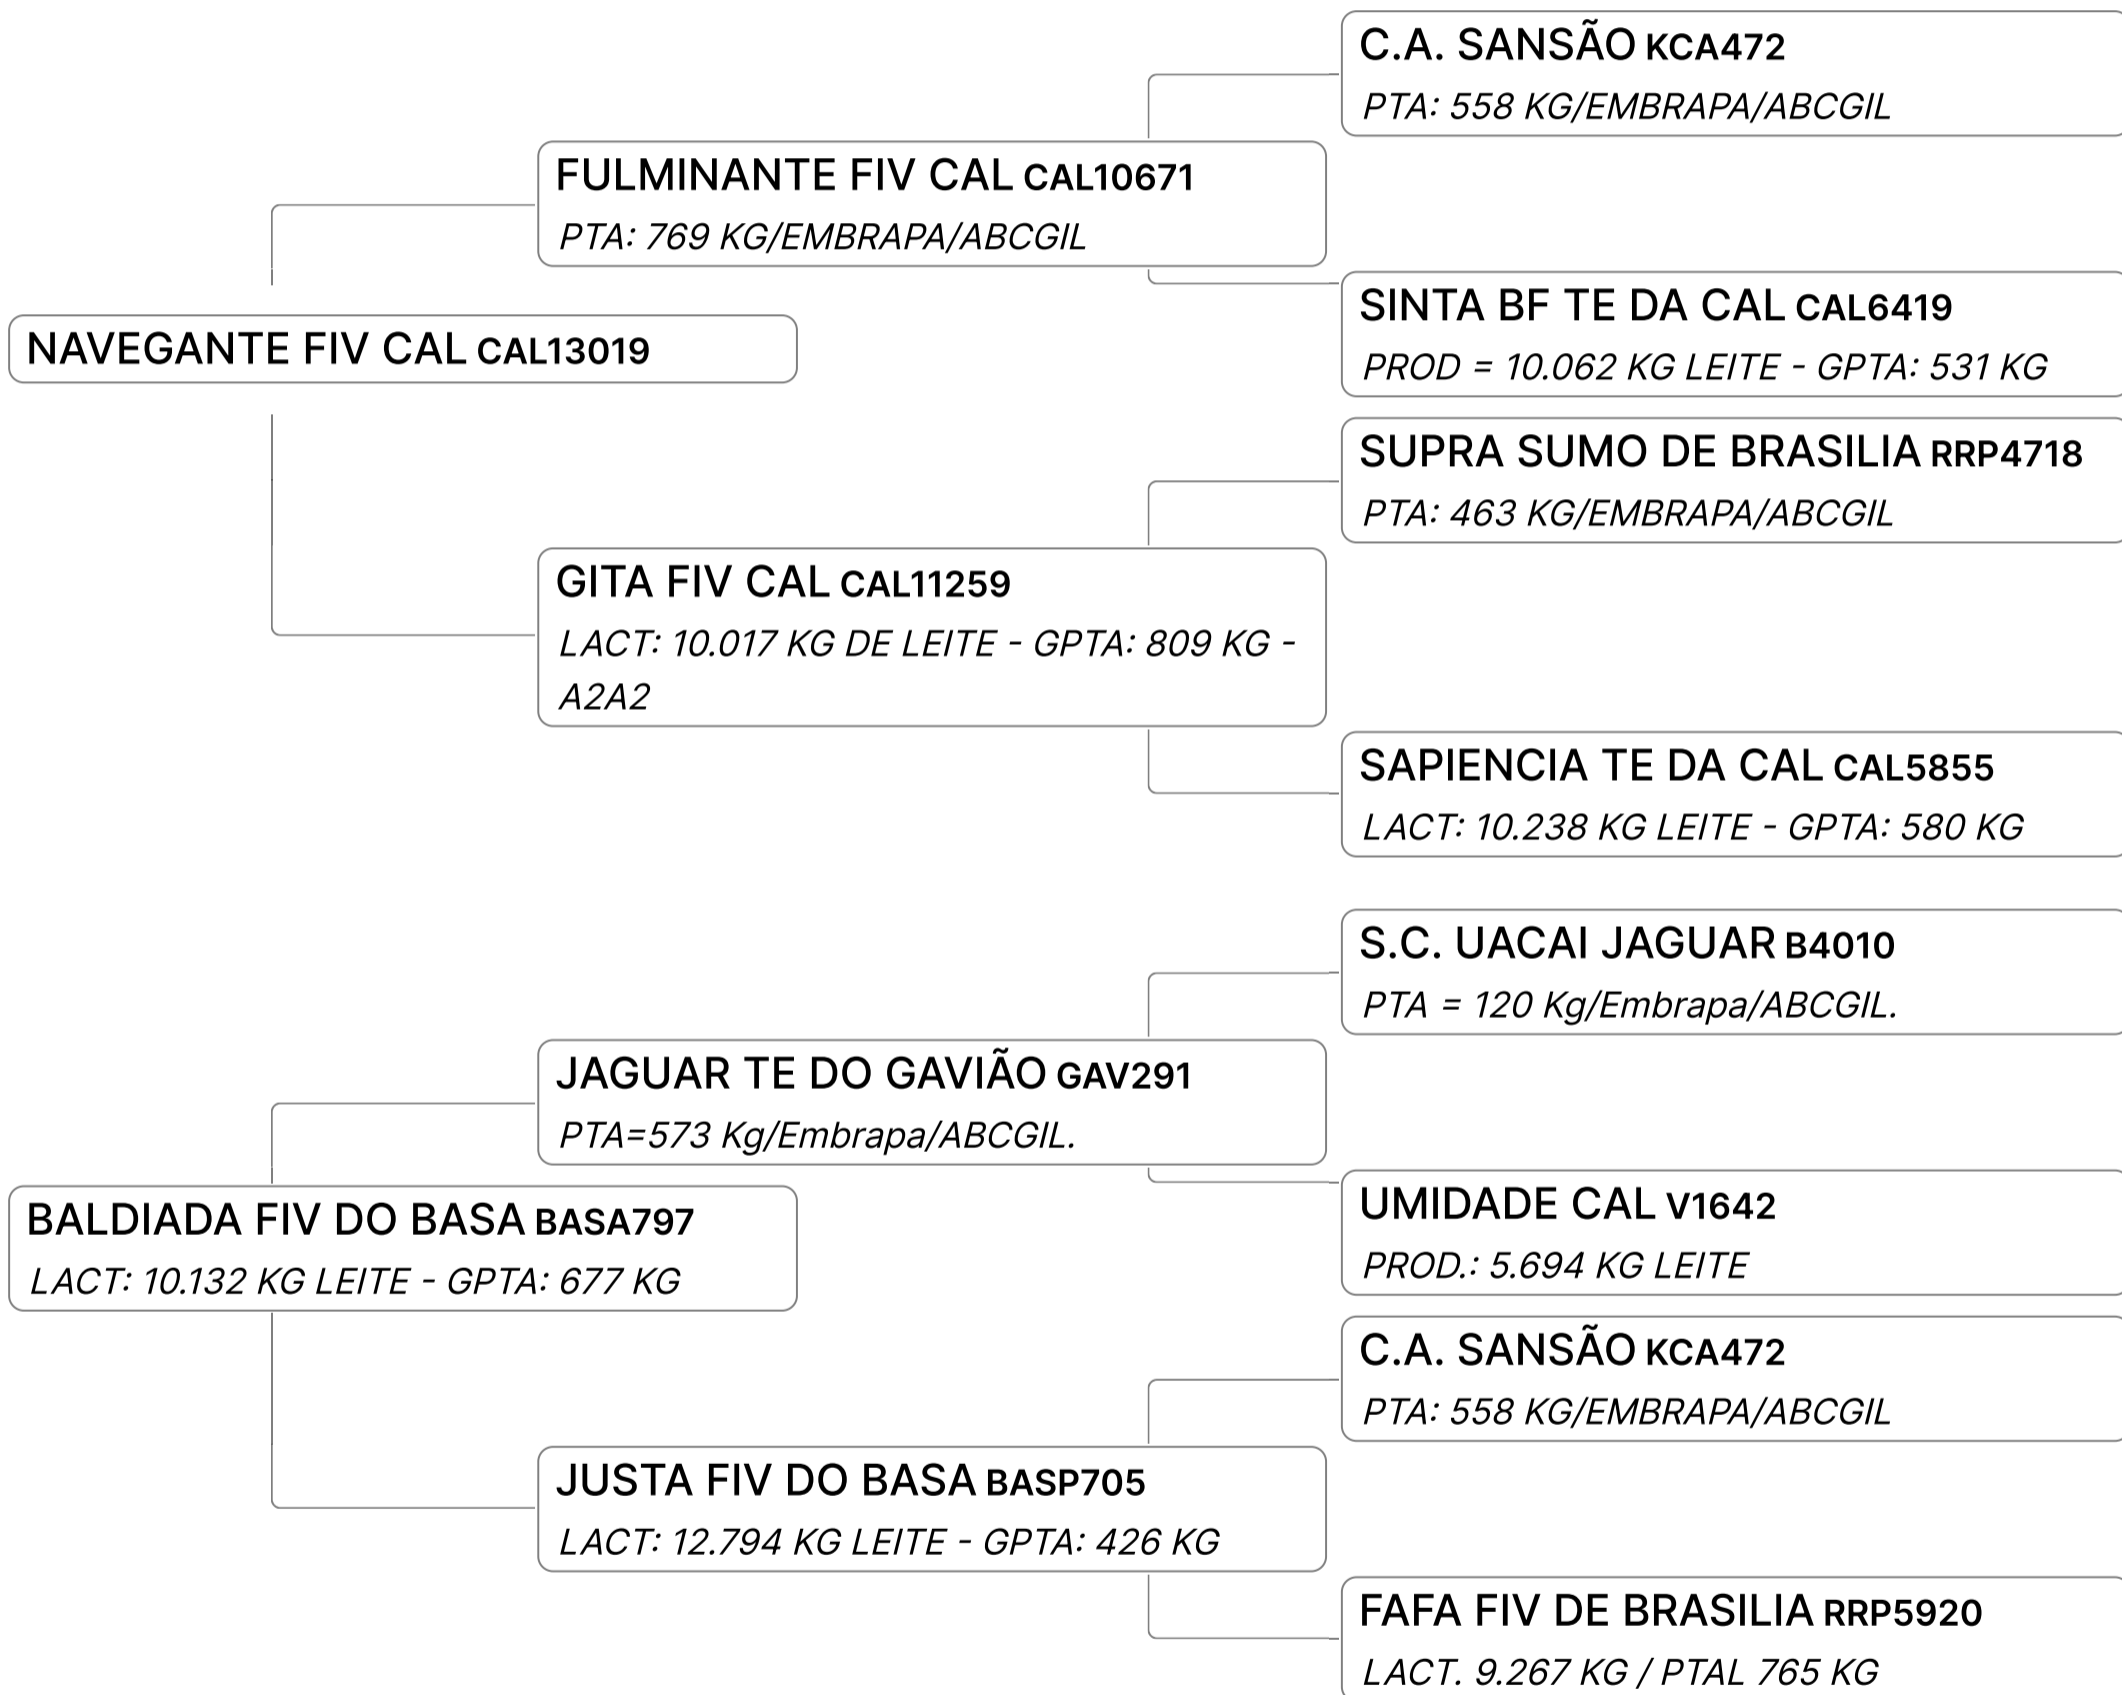 C.A. SANSÃO KCA472
PTA: 558 KG/EMBRAPA/ABCGIL
FULMINANTE FIV CAL CAL10671
PTA: 769 KG/EMBRAPA/ABCGIL
SINTA BF TE DA CAL CAL6419
PROD = 10.062 KG LEITE - GPTA: 531 KG
NAVEGANTE FIV CAL CAL13019
SUPRA SUMO DE BRASILIA RRP4718
PTA: 463 KG/EMBRAPA/ABCGIL
GITA FIV CAL CAL11259
LACT: 10.017 KG DE LEITE - GPTA: 809 KG -
A2A2
SAPIENCIA TE DA CAL CAL5855
LACT: 10.238 KG LEITE - GPTA: 580 KG
S.C. UACAI JAGUAR B4010
PTA = 120 Kg/Embrapa/ABCGIL.
JAGUAR TE DO GAVIÃO GAV291
PTA=573 Kg/Embrapa/ABCGIL.
UMIDADE CAL V1642
PROD.: 5.694 KG LEITE
BALDIADA FIV DO BASA BASA797
LACT: 10.132 KG LEITE - GPTA: 677 KG
C.A. SANSÃO KCA472
PTA: 558 KG/EMBRAPA/ABCGIL
JUSTA FIV DO BASA BASP705
LACT: 12.794 KG LEITE - GPTA: 426 KG
FAFA FIV DE BRASILIA RRP5920
LACT. 9.267 KG / PTAL 765 KG